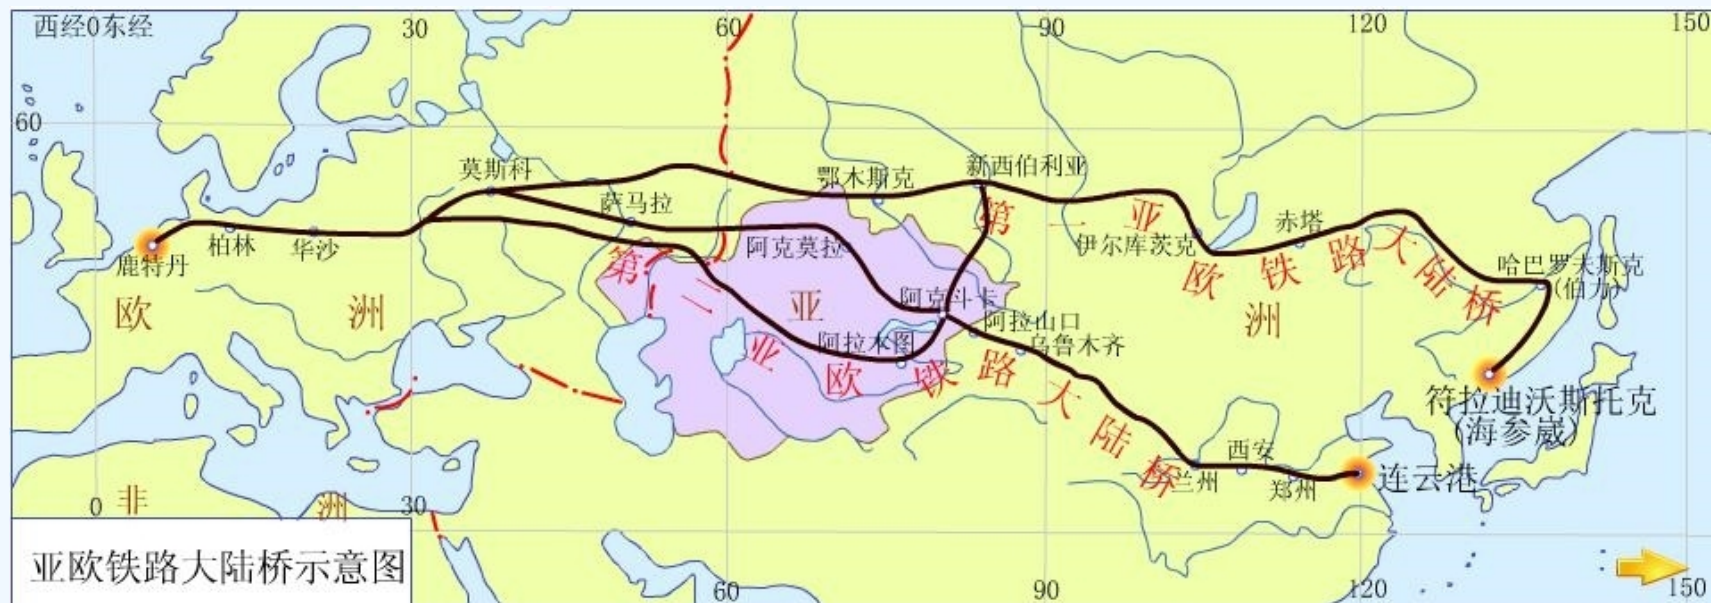 西经0东经
30
60
90
120
150
60
莫斯科
鄂木斯克
新西伯利亚
萨马拉
第一亚欧铁路大陆桥
赤塔
柏林
华沙
阿克莫拉
伊尔库茨克
鹿特丹
哈巴罗夫斯克
(伯力)
欧洲
第二亚欧铁路大陆桥
亚洲
阿克斗卡
阿拉山口
阿拉木图
乌鲁木齐
符拉迪沃斯托克
(海参崴)
西安
兰州
郑州
连云港
非洲
0
30
亚欧铁路大陆桥示意图
60
90
120
150